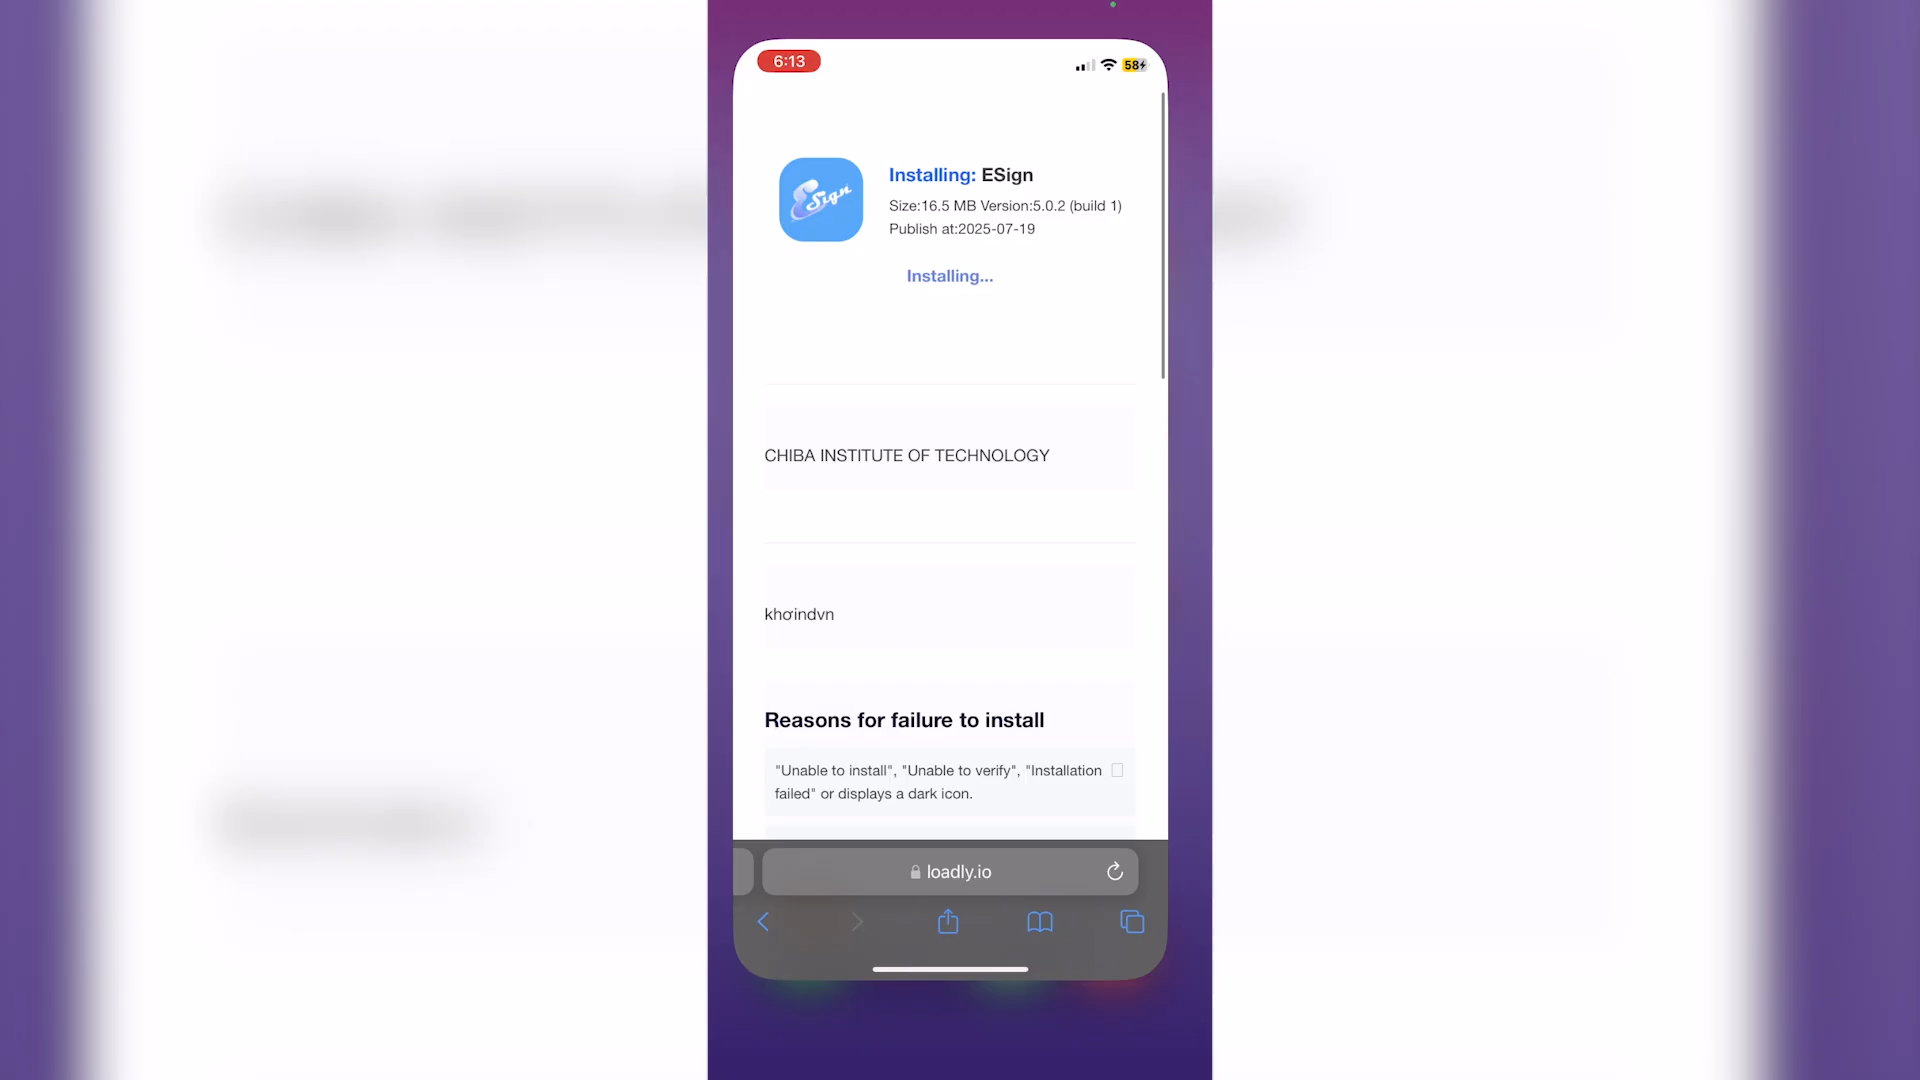 6:13
58
ESign
Installing: ESign
Size:16.5 MB Version:5.0.2 (build 1)
Publish at:2025-07-19
Installing...
CHIBA INSTITUTE OF TECHNOLOGY
khơindvn
Reasons for failure to install
"Unable to install", "Unable to verify", "Installation
failed" or displays a dark icon.
loadly.io